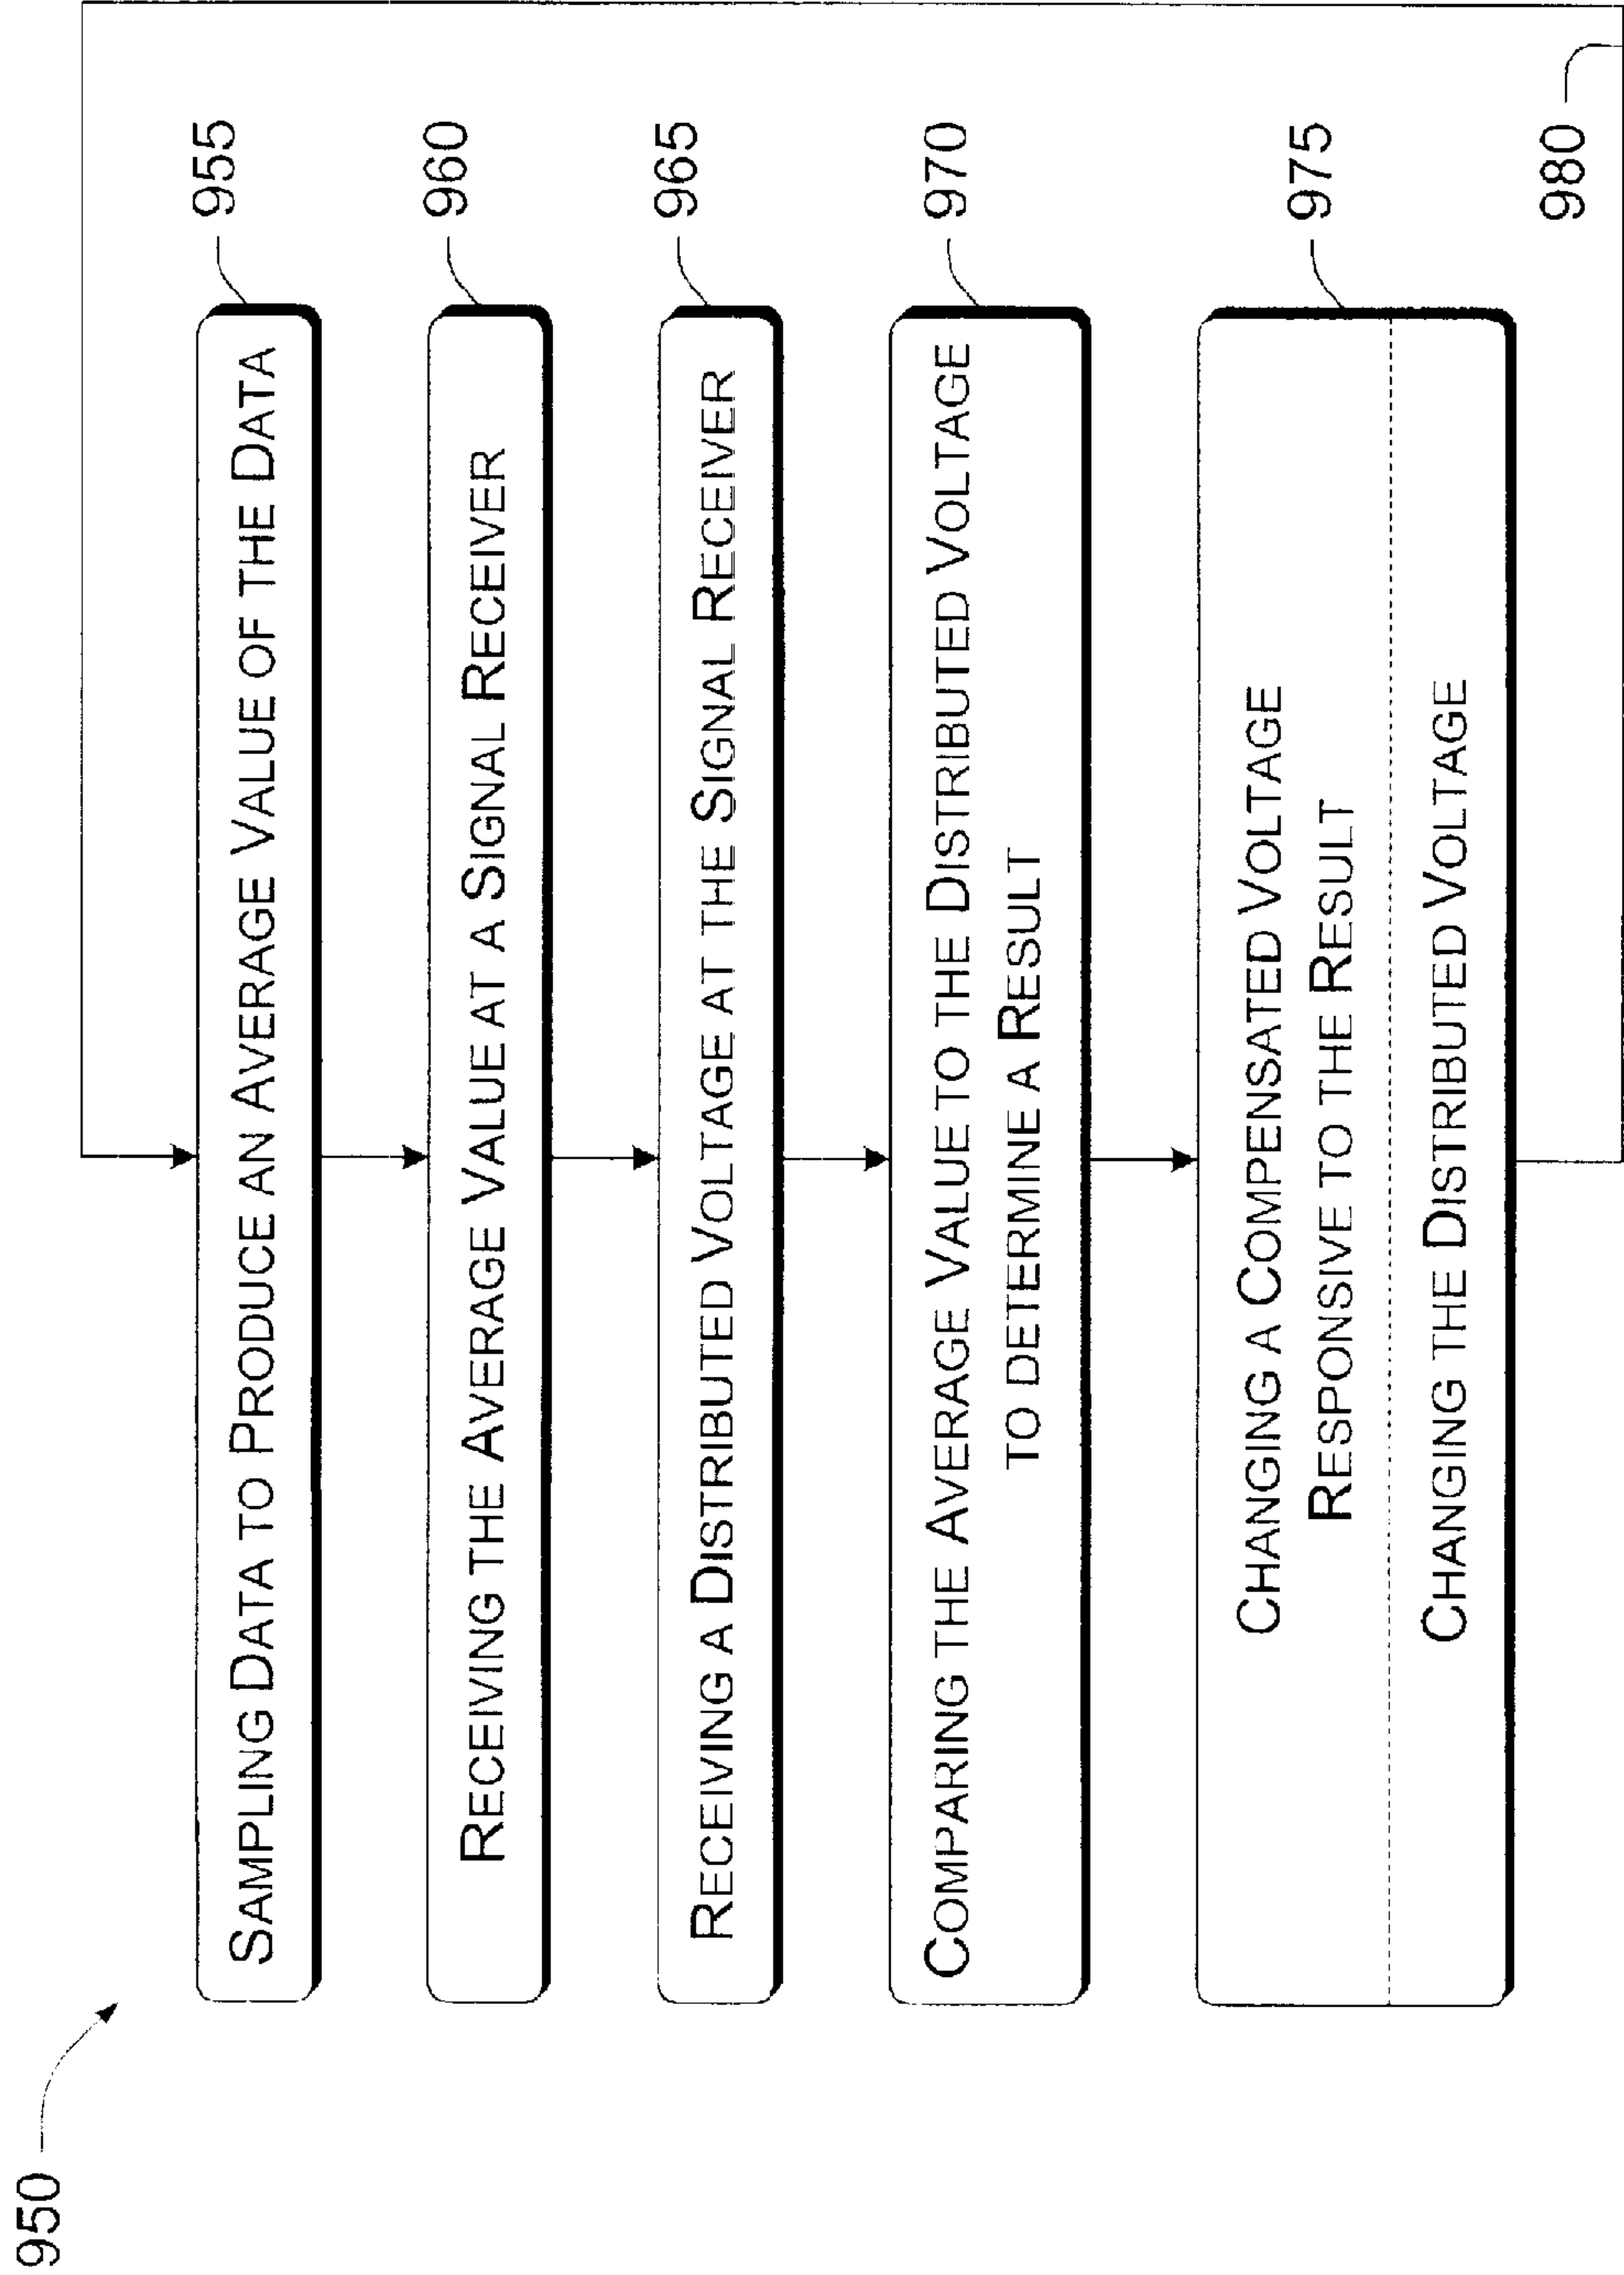 950
SAMPLING DATA TO PRODUCE AN AVERAGE VALUE OF THE DATA
955
RECEIVING THE AVERAGE VALUE AT A SIGNAL RECEIVER
960
RECEIVING A DISTRIBUTED VOLTAGE AT THE SIGNAL RECEIVER
965
COMPARING THE AVERAGE VALUE TO THE DISTRIBUTED VOLTAGE
TO DETERMINE A RESULT
970
CHANGING A COMPENSATED VOLTAGE
RESPONSIVE TO THE RESULT
CHANGING THE DISTRIBUTED VOLTAGE
975
980